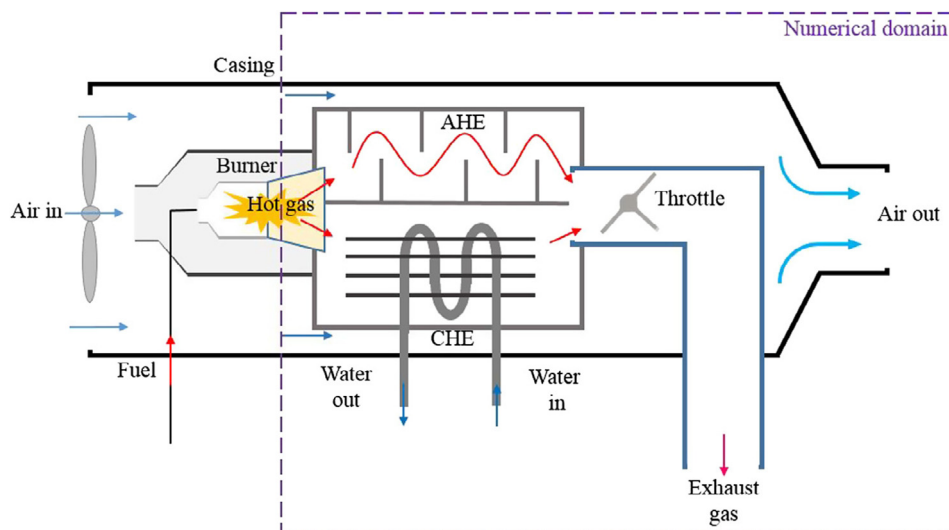 Numerical domain
Casing
AHE
Burner
Hot gas
Throttle
Air in
Air out
CHE
Fuel
Water
out
Water
in
Exhaust
gas